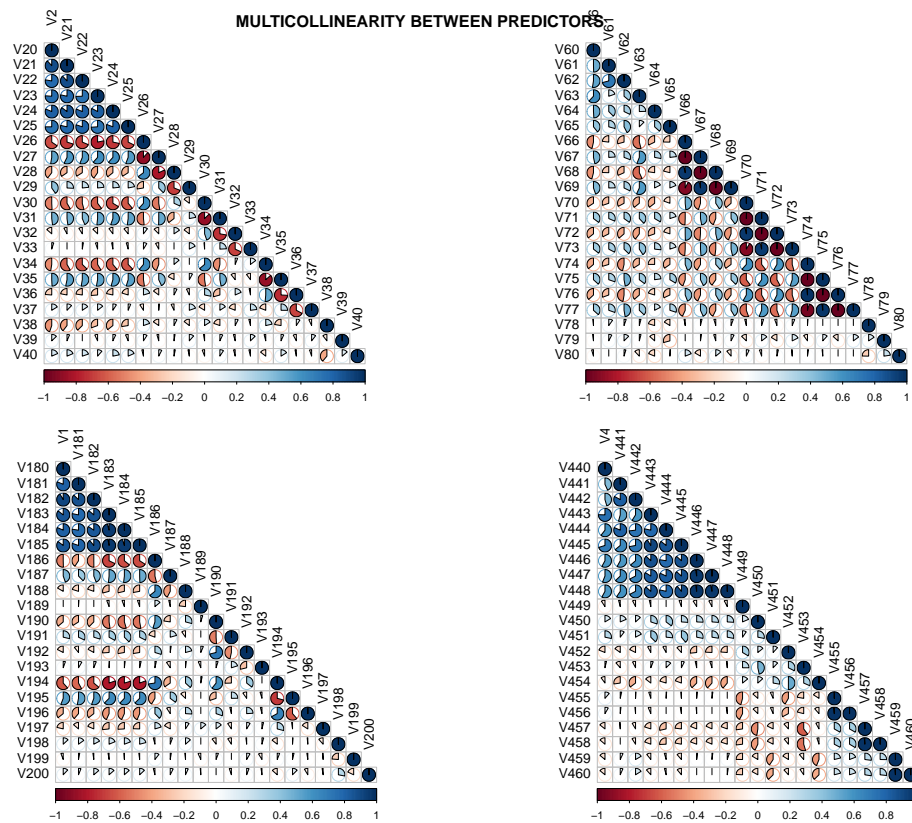 MULTICOLLINEARITY BETWEEN PREDICTORS
V2
V21
V22
V23
V24
V25
V26
V27
V28
V29
V30
V31
V32
V33
V34
V35
V36
V37
V38
V39
V40
V20
V21
V22
V23
V24
V25
V26
V27
V28
V29
V30
V31
V32
V33
V34
V35
V36
V37
V38
V39
V40
−1 −0.8 −0.6 −0.4 −0.2 0 0.2 0.4 0.6 0.8 1
V61
V62
V63
V64
V65
V66
V67
V68
V69
V70
V71
V72
V73
V74
V75
V76
V77
V78
V79
V80
V60
V61
V62
V63
V64
V65
V66
V67
V68
V69
V70
V71
V72
V73
V74
V75
V76
V77
V78
V79
V80
−1 −0.8 −0.6 −0.4 −0.2 0 0.2 0.4 0.6 0.8 1
V1
V181
V182
V183
V184
V185
V186
V187
V188
V189
V190
V191
V192
V193
V194
V195
V196
V197
V198
V199
V200
V180
V181
V182
V183
V184
V185
V186
V187
V188
V189
V190
V191
V192
V193
V194
V195
V196
V197
V198
V199
V200
−1 −0.8 −0.6 −0.4 −0.2 0 0.2 0.4 0.6 0.8 1
V4
V441
V442
V443
V444
V445
V446
V447
V448
V449
V450
V451
V452
V453
V454
V455
V456
V457
V458
V459
V460
V440
V441
V442
V443
V444
V445
V446
V447
V448
V449
V450
V451
V452
V453
V454
V455
V456
V457
V458
V459
V460
−1 −0.8 −0.6 −0.4 −0.2 0 0.2 0.4 0.6 0.8 1